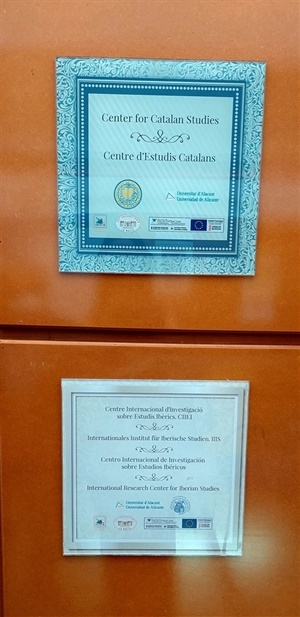 Center for Catalan Studies
Centre d'Estudis Catalans
Universitat d'Alacant
Universidad de Alicante
Centre Internacional d'Investigació
sobre Estudis Ibèrics, CIIEI
Internationales Institut für Iberische Studien, IIIS
Centro Internacional de Investigación
sobre Estudios Ibéricos
International Research Center for Iberian Studies
Universitat d'Alacant
Universidad de Alicante